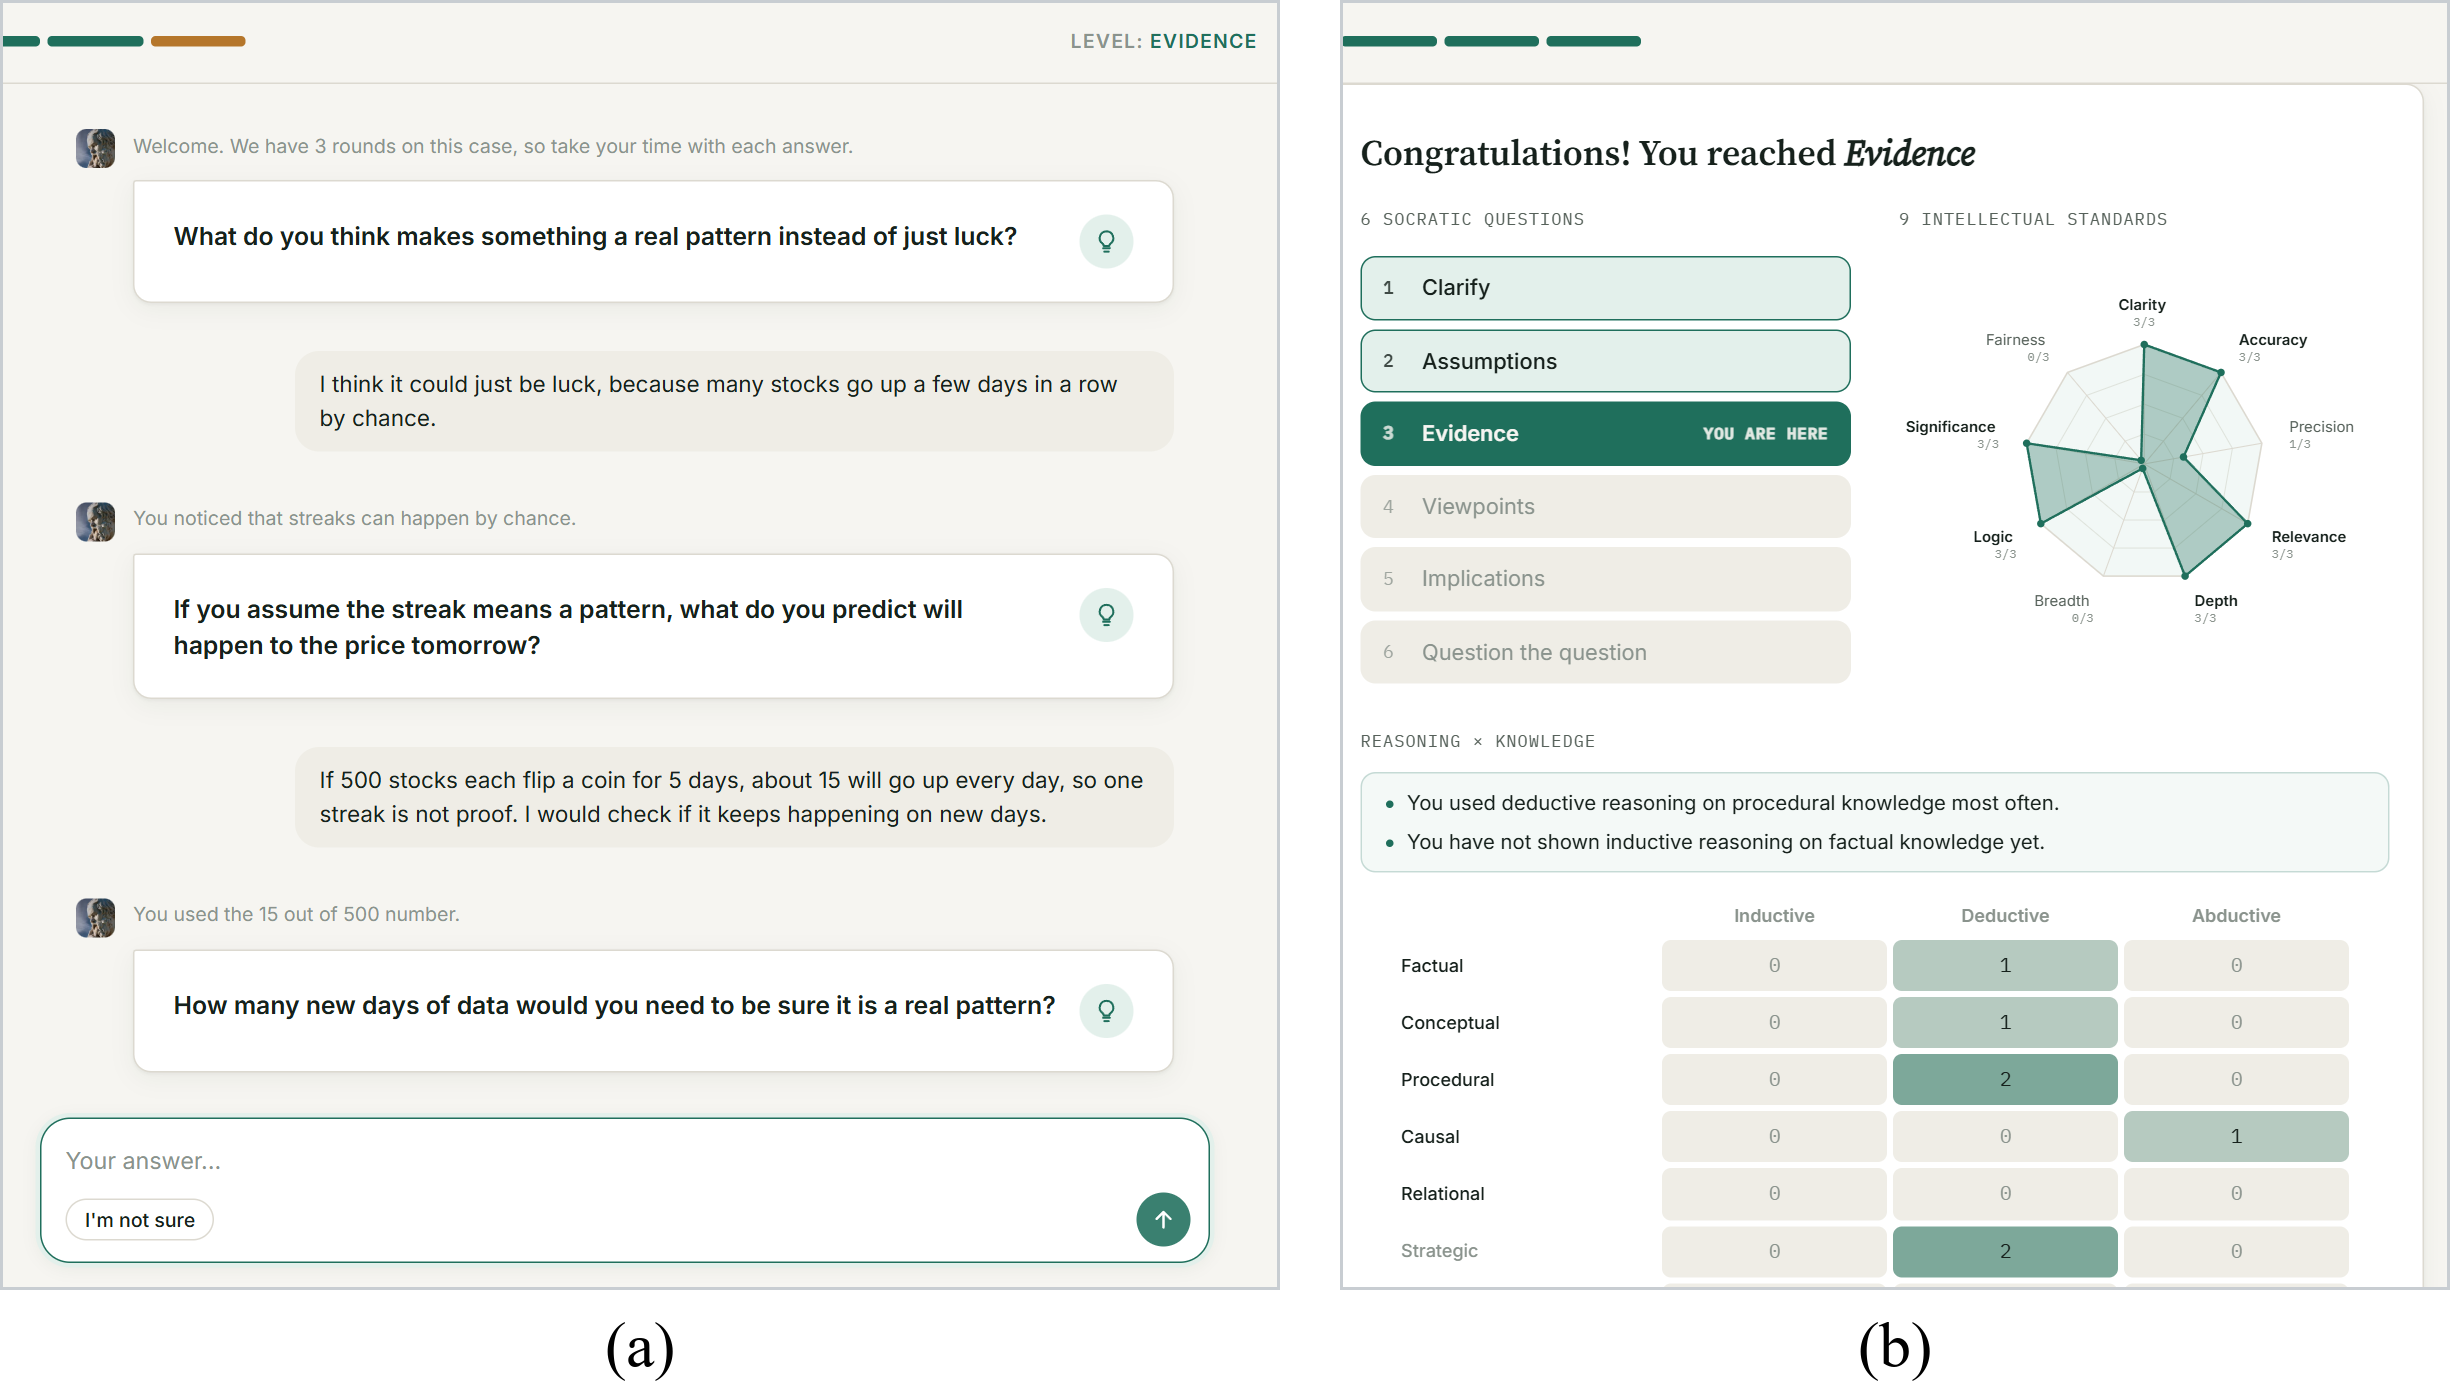 LEVEL: EVIDENCE
Welcome. We have 3 rounds on this case, so take your time with each answer.
What do you think makes something a real pattern instead of just luck?
I think it could just be luck, because many stocks go up a few days in a row
by chance.
You noticed that streaks can happen by chance.
If you assume the streak means a pattern, what do you predict will
happen to the price tomorrow?
If 500 stocks each flip a coin for 5 days, about 15 will go up every day, so one
streak is not proof. I would check if it keeps happening on new days.
You used the 15 out of 500 number.
How many new days of data would you need to be sure it is a real pattern?
Your answer...
I'm not sure
(a)
Congratulations! You reached Evidence
6 SOCRATIC QUESTIONS
1 Clarify
2 Assumptions
3 Evidence YOU ARE HERE
4 Viewpoints
5 Implications
6 Question the question
9 INTELLECTUAL STANDARDS
Clarity
3/3
Accuracy
3/3
Precision
1/3
Relevance
3/3
Depth
3/3
Breadth
0/3
Logic
3/3
Significance
3/3
Fairness
0/3
REASONING × KNOWLEDGE
• You used deductive reasoning on procedural knowledge most often.
• You have not shown inductive reasoning on factual knowledge yet.
Inductive Deductive Abductive
Factual 0 1 0
Conceptual 0 1 0
Procedural 0 2 0
Causal 0 0 1
Relational 0 0 0
Strategic 0 2 0
(b)